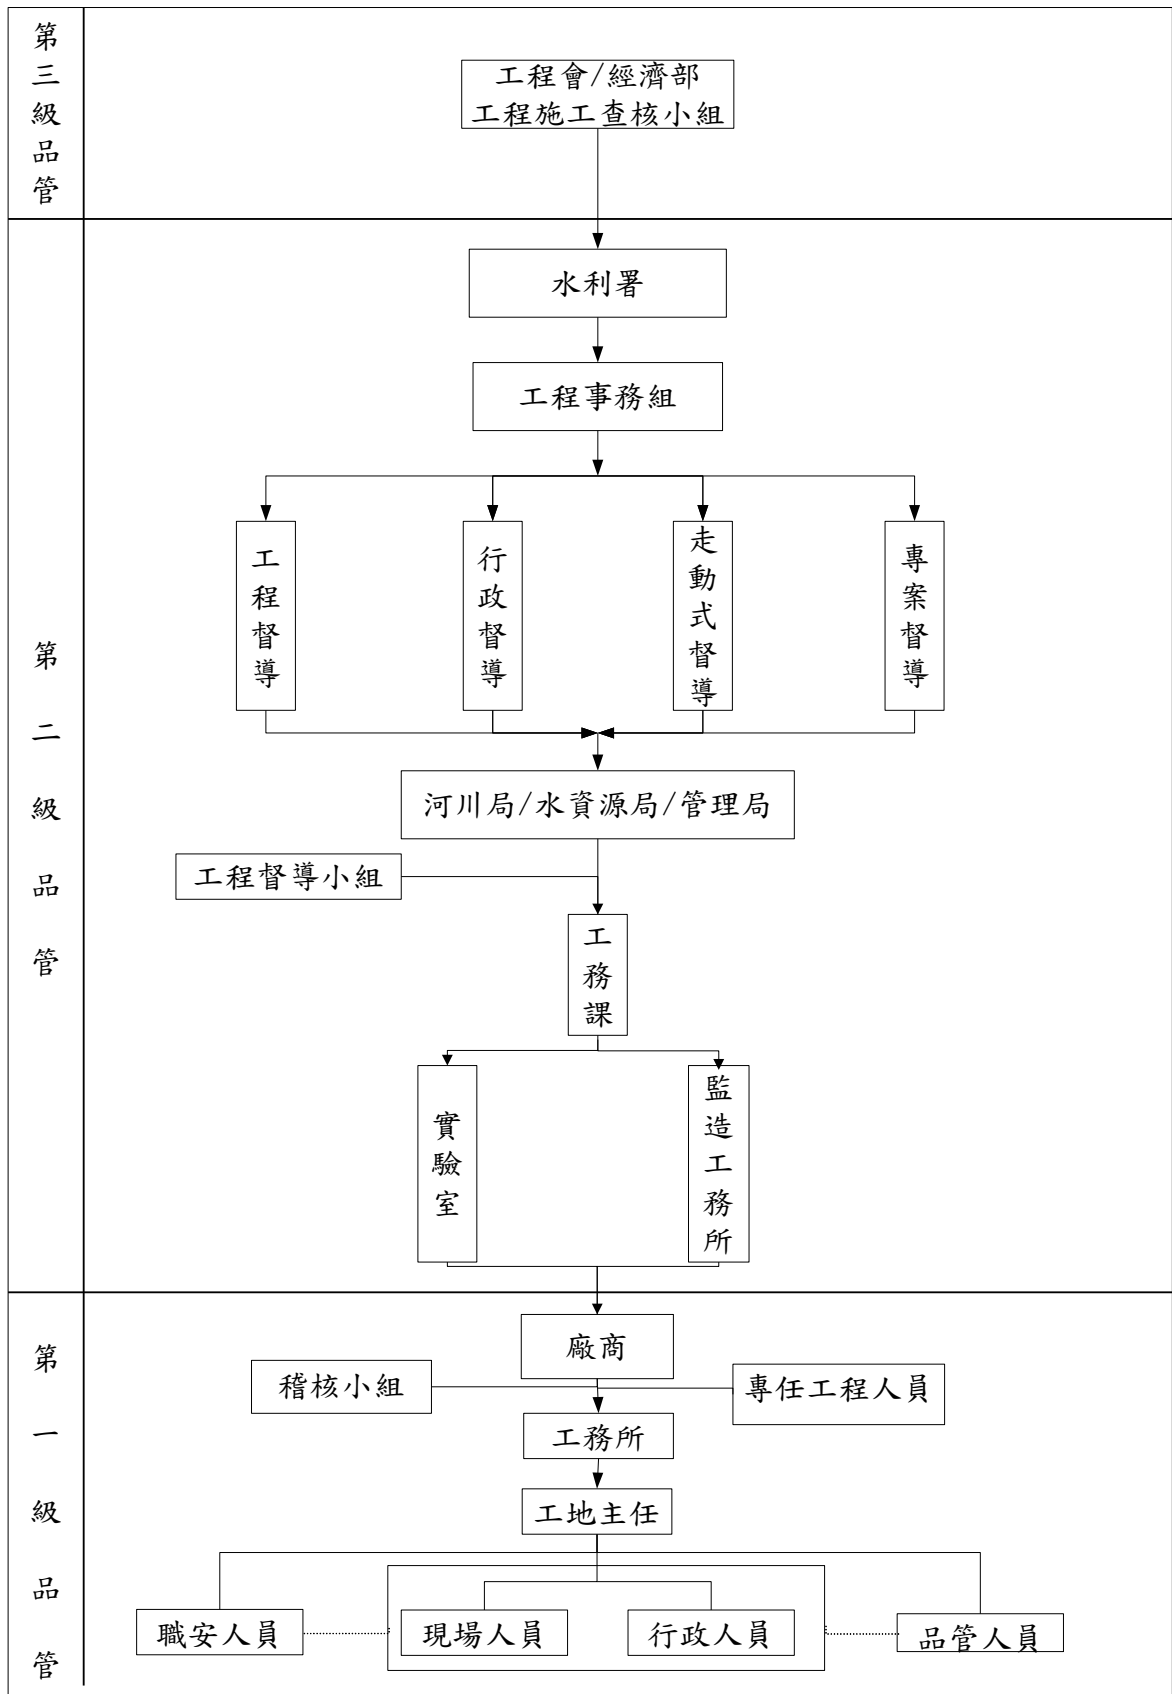 第三級品管
工程會/經濟部
工程施工查核小組
第二級品管
水利署
工程事務組
工程督導
行政督導
走動式督導
專案督導
河川局/水資源局/管理局
工程督導小組
工務課
實驗室
監造工務所
第一級品管
廠商
稽核小組
專任工程人員
工務所
工地主任
職安人員
現場人員
行政人員
品管人員